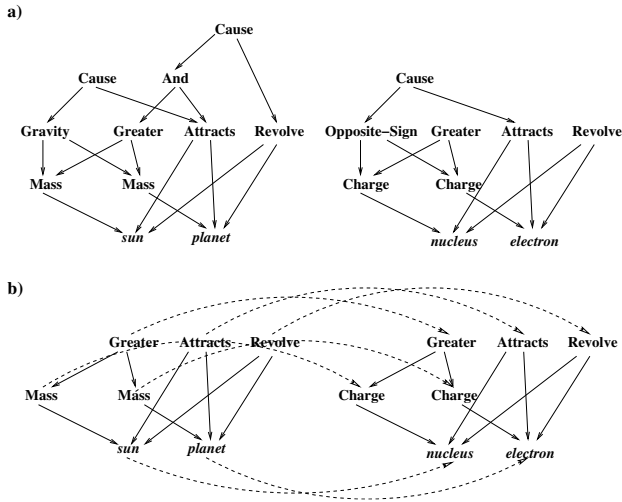 a)
Cause
Cause And Cause
Gravity Greater Attracts Revolve Opposite−Sign Greater Attracts Revolve
Mass Mass Charge Charge
sun planet nucleus electron
b)
Greater Attracts Revolve Greater Attracts Revolve
Mass Mass Charge Charge
sun planet nucleus electron